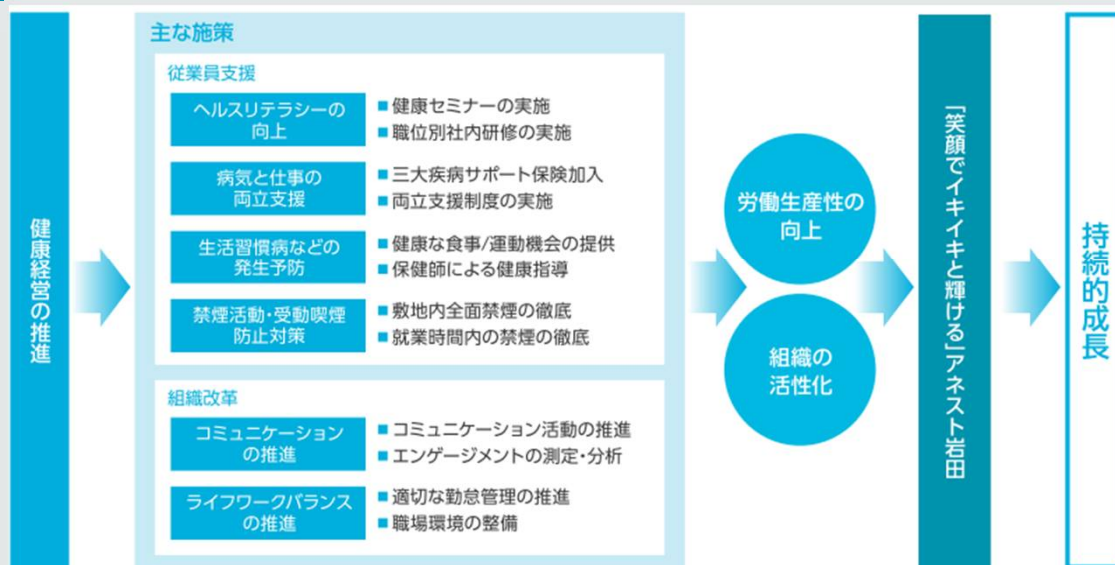 健康経営の推進
主な施策
従業員支援
ヘルスリテラシーの
向上
■ 健康セミナーの実施
■ 職位別社内研修の実施
病気と仕事の
両立支援
■ 三大疾病サポート保険加入
■ 両立支援制度の実施
生活習慣病などの
発生予防
■ 健康な食事/運動機会の提供
■ 保健師による健康指導
禁煙活動・受動喫煙
防止対策
■ 敷地内全面禁煙の徹底
■ 就業時間内の禁煙の徹底
組織改革
コミュニケーション
の推進
■ コミュニケーション活動の推進
■ エンゲージメントの測定・分析
ライフワークバランス
の推進
■ 適切な勤怠管理の推進
■ 職場環境の整備
労働生産性の
向上
組織の
活性化
「笑顔でイキイキと輝ける」アネスト岩田
持続的成長